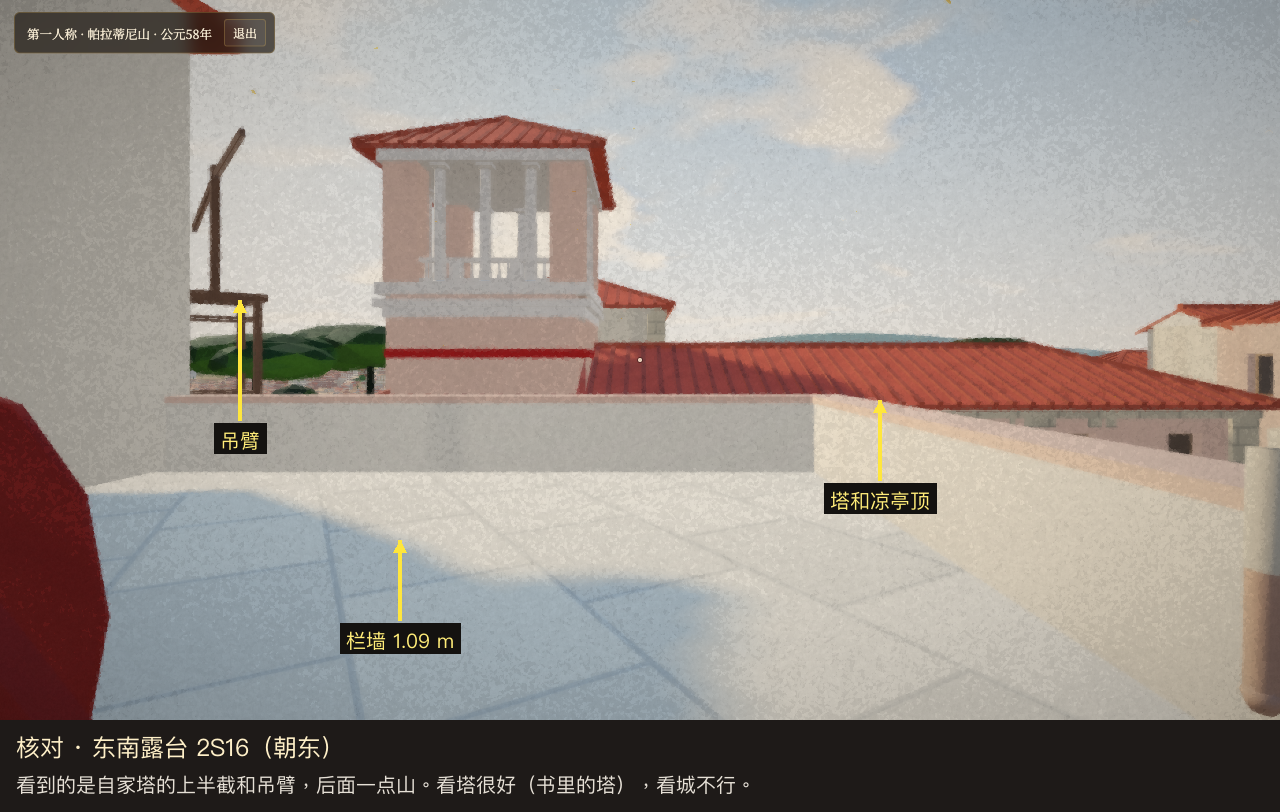 第一人称 · 帕拉蒂尼山 · 公元58年 退出
吊臂
塔和凉亭顶
栏墙 1.09 m
核对 · 东南露台 2S16（朝东）
看到的是自家塔的上半截和吊臂，后面一点山。看塔很好（书里的塔），看城不行。